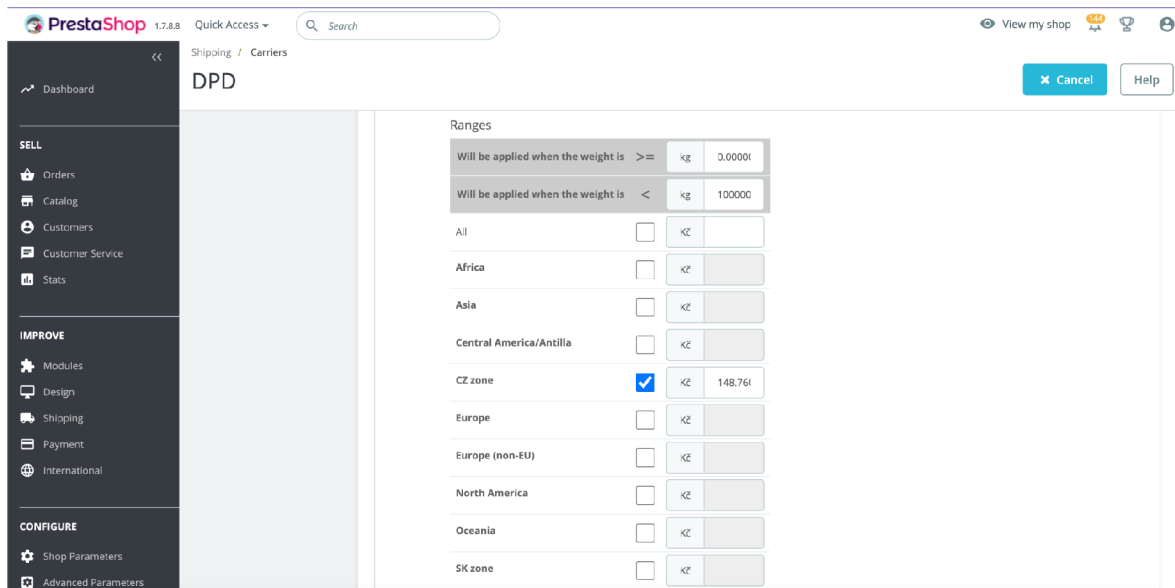 PrestaShop 1.7.8.8 Quick Access Search View my shop 144
Shipping / Carriers
DPD
Cancel Help
Dashboard
SELL
Orders
Catalog
Customers
Customer Service
Stats
IMPROVE
Modules
Design
Shipping
Payment
International
CONFIGURE
Shop Parameters
Advanced Parameters
Ranges
Will be applied when the weight is >= kg 0.0000
Will be applied when the weight is < kg 100000
All Kč
Africa Kč
Asia Kč
Central America/Antilla Kč
CZ zone Kč 148.76
Europe Kč
Europe (non-EU) Kč
North America Kč
Oceania Kč
SK zone Kč